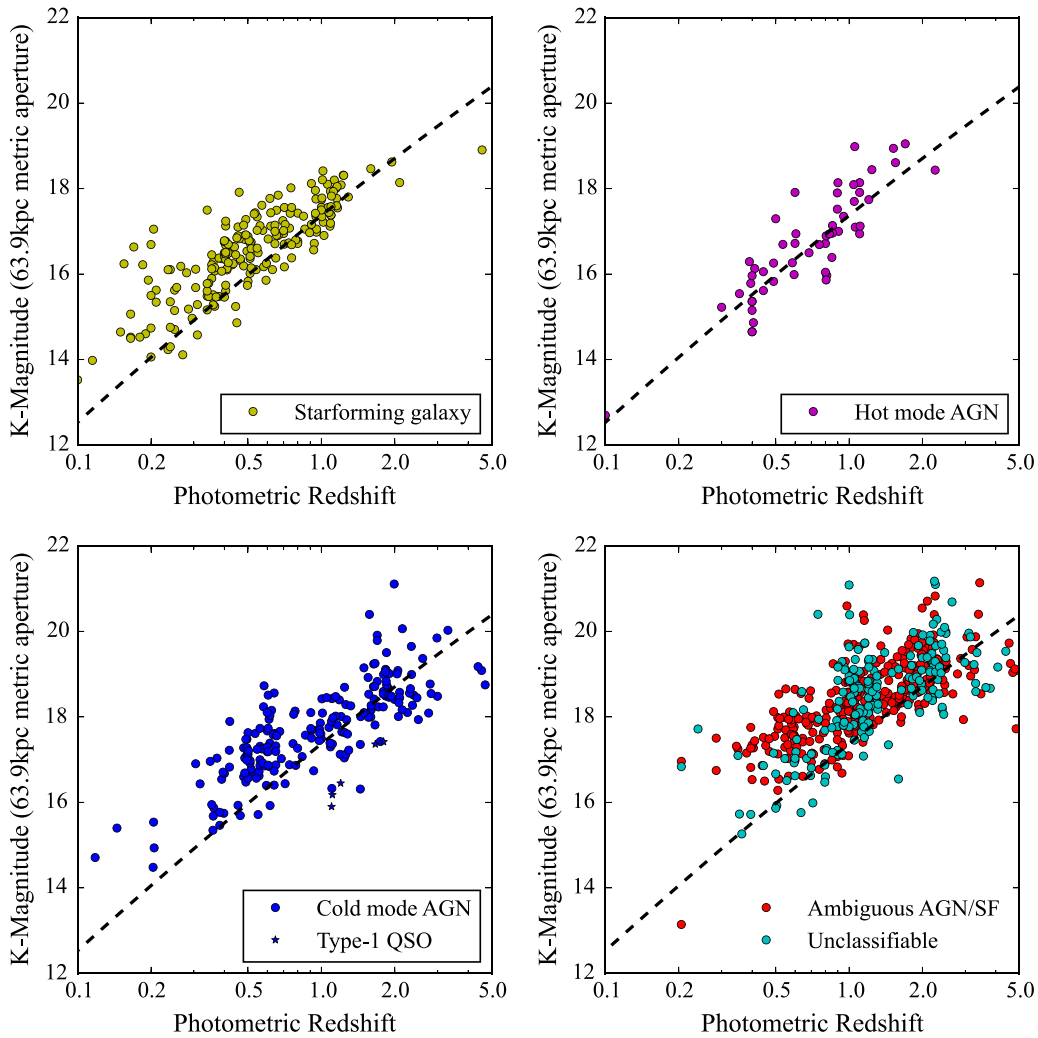 22
20
18
16
14
12
K-Magnitude (63.9kpc metric aperture)
Starforming galaxy
0.1 0.2 0.5 1.0 2.0 5.0
Photometric Redshift
22
20
18
16
14
12
K-Magnitude (63.9kpc metric aperture)
Hot mode AGN
0.1 0.2 0.5 1.0 2.0 5.0
Photometric Redshift
22
20
18
16
14
12
K-Magnitude (63.9kpc metric aperture)
Cold mode AGN
Type-1 QSO
0.1 0.2 0.5 1.0 2.0 5.0
Photometric Redshift
22
20
18
16
14
12
K-Magnitude (63.9kpc metric aperture)
Ambiguous AGN/SF
Unclassifiable
0.1 0.2 0.5 1.0 2.0 5.0
Photometric Redshift